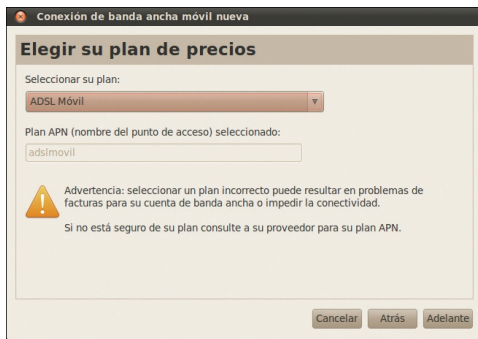 Conexión de banda ancha móvil nueva
Elegir su plan de precios
Seleccionar su plan:
ADSL Móvil
Plan APN (nombre del punto de acceso) seleccionado:
adslmovil
Advertencia: seleccionar un plan incorrecto puede resultar en problemas de
facturas para su cuenta de banda ancha o impedir la conectividad.
Si no está seguro de su plan consulte a su proveedor para su plan APN.
Cancelar Atrás Adelante